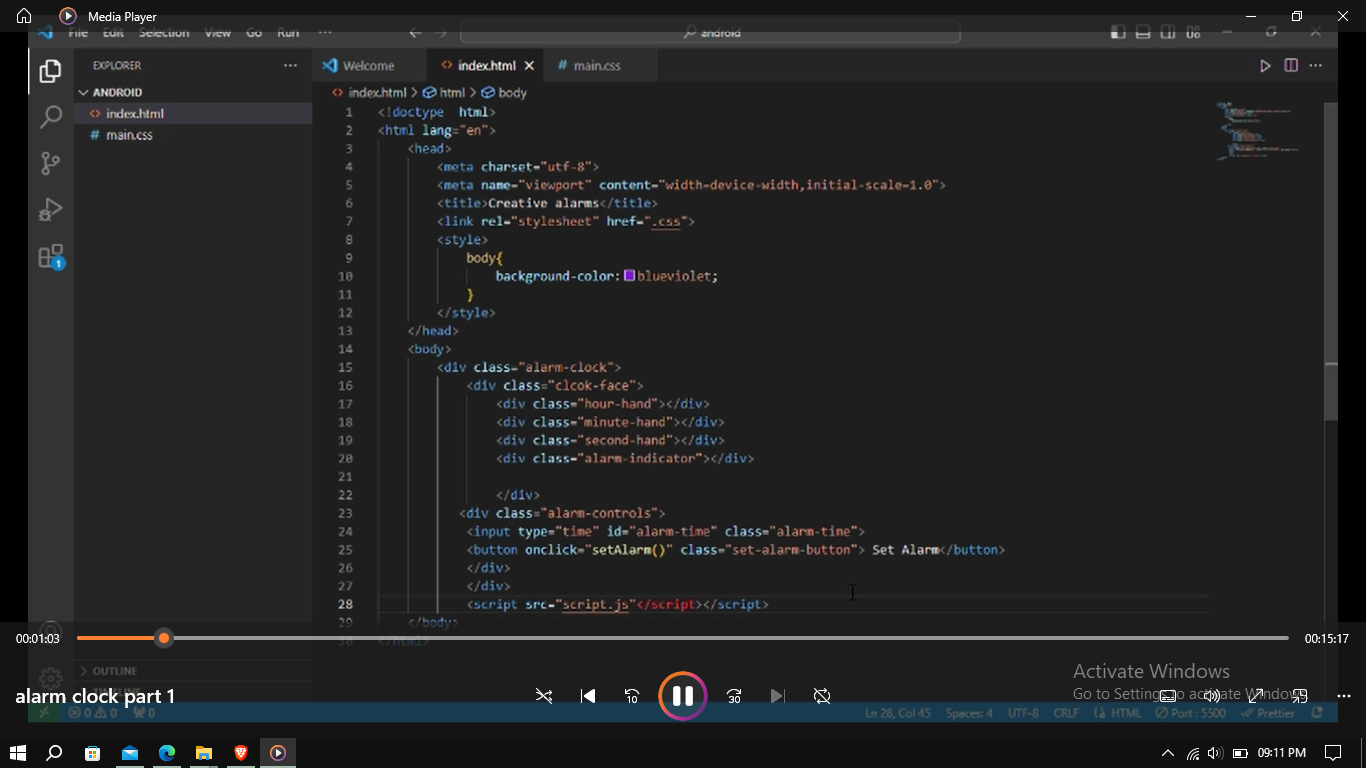 Media Player
File Edit Selection View Go Run ··· android
EXPLORER ···
Welcome
index.html
# main.css
ANDROID
<> index.html
# main.css
<> index.html > html > body
1 <!doctype html>
2 <html lang="en">
3 <head>
4 <meta charset="utf-8">
5 <meta name="viewport" content="width=device-width,initial-scale=1.0">
6 <title>Creative alarms</title>
7 <link rel="stylesheet" href=".css">
8 <style>
9 body{
10 background-color: blueviolet;
11 }
12 </style>
13 </head>
14 <body>
15 <div class="alarm-clock">
16 <div class="clcok-face">
17 <div class="hour-hand"></div>
18 <div class="minute-hand"></div>
19 <div class="second-hand"></div>
20 <div class="alarm-indicator"></div>
21
22 </div>
23 <div class="alarm-controls">
24 <input type="time" id="alarm-time" class="alarm-time">
25 <button onclick="setAlarm()" class="set-alarm-button"> Set Alarm</button>
26 </div>
27 </div>
28 <script src="script.js"</script></script>
29 </body>
30 </html>
1
00:01:03
00:15:17
OUTLINE
TIMELINE
alarm clock part 1
10
30
Activate Windows
Go to Settings to activate Windows.
0 0 0
Ln 28, Col 45 Spaces: 4 UTF-8 CRLF HTML Port : 5500 Prettier
09:11 PM